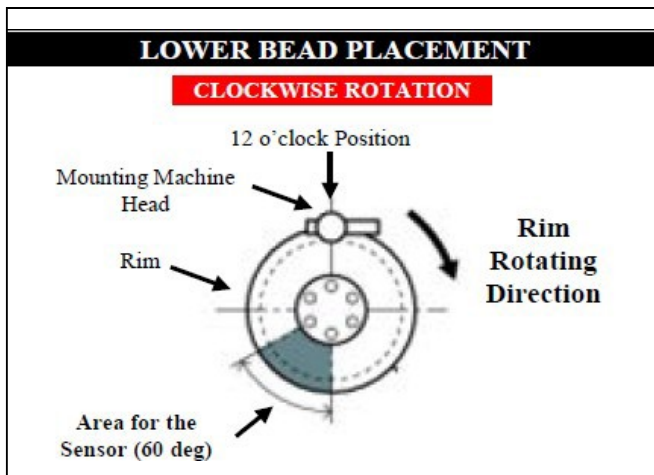 LOWER BEAD PLACEMENT
CLOCKWISE ROTATION
12 o’clock Position
Mounting Machine
Head
Rim
Rim
Rotating
Direction
Area for the
Sensor (60 deg)